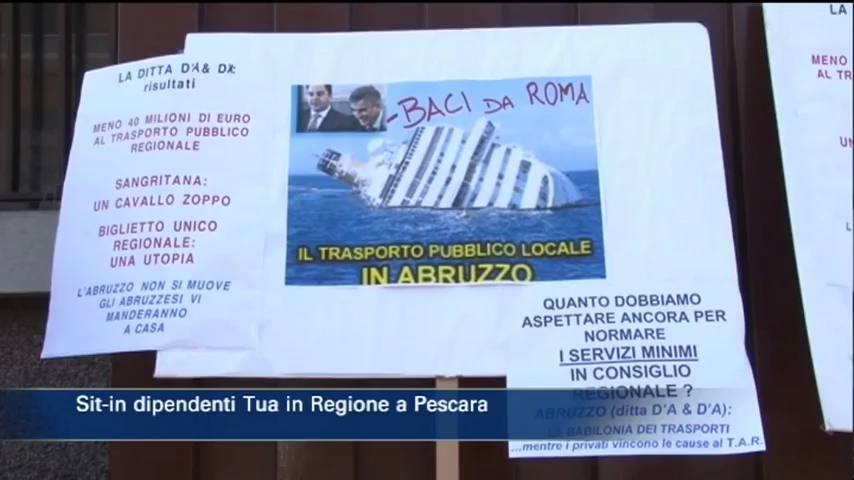 LA DITTA D'A & D'A:
risultati
MENO 40 MILIONI DI EURO
AL TRASPORTO PUBBLICO
REGIONALE
SANGRITANA:
UN CAVALLO ZOPPO
BIGLIETTO UNICO
REGIONALE:
UNA UTOPIA
L'ABRUZZO NON SI MUOVE
GLI ABRUZZESI VI
MANDERANNO
A CASA
-BACI DA ROMA
IL TRASPORTO PUBBLICO LOCALE
IN ABRUZZO
QUANTO DOBBIAMO
ASPETTARE ANCORA PER
NORMARE
I SERVIZI MINIMI
IN CONSIGLIO
REGIONALE ?
ABRUZZO (ditta D'A & D'A):
LA BABILONIA DEI TRASPORTI
...mentre i privati vincono le cause al T.A.R.
LA
MENO
AL TR
UN
Sit-in dipendenti Tua in Regione a Pescara